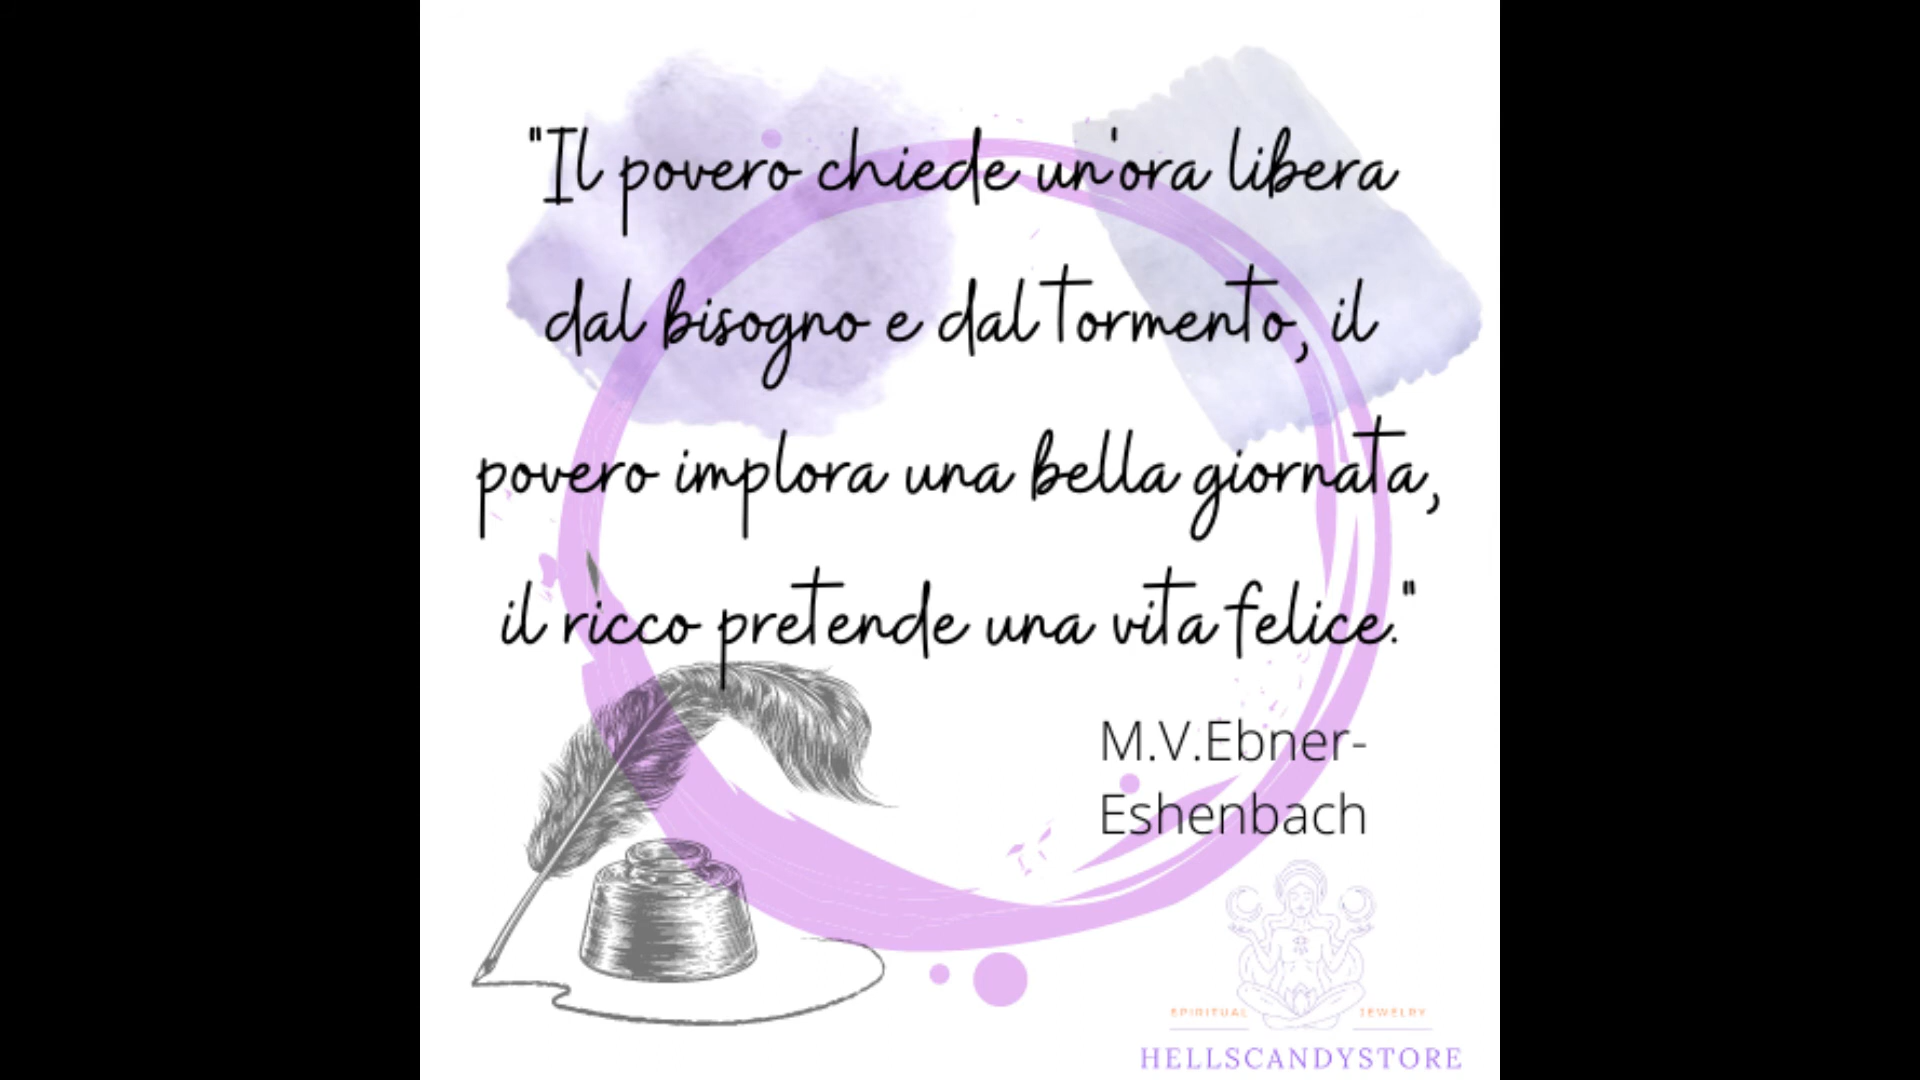 "Il povero chiede un'ora libera
dal bisogno e dal tormento, il
povero implora una bella giornata,
il ricco pretende una vita felice."
M.V.Ebner-
Eshenbach
SPIRITUAL JEWELRY
HELLSCANDYSTORE